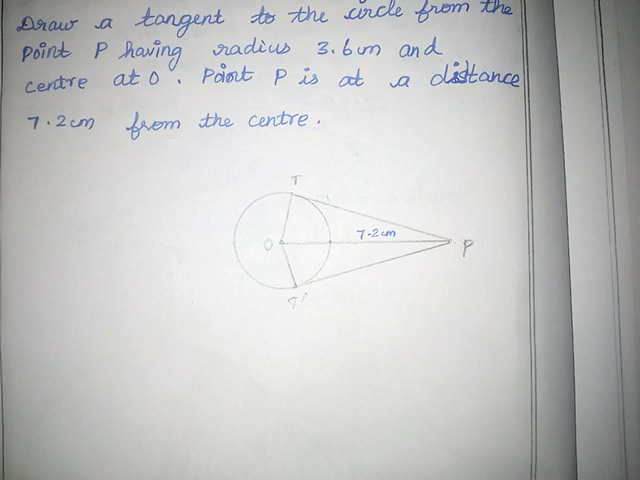 Draw a tangent to the circle from the
Point P having radius 3.6cm and
centre at O. Point P is at a distance
7.2cm from the centre.
T
O
7.2cm
P
T'